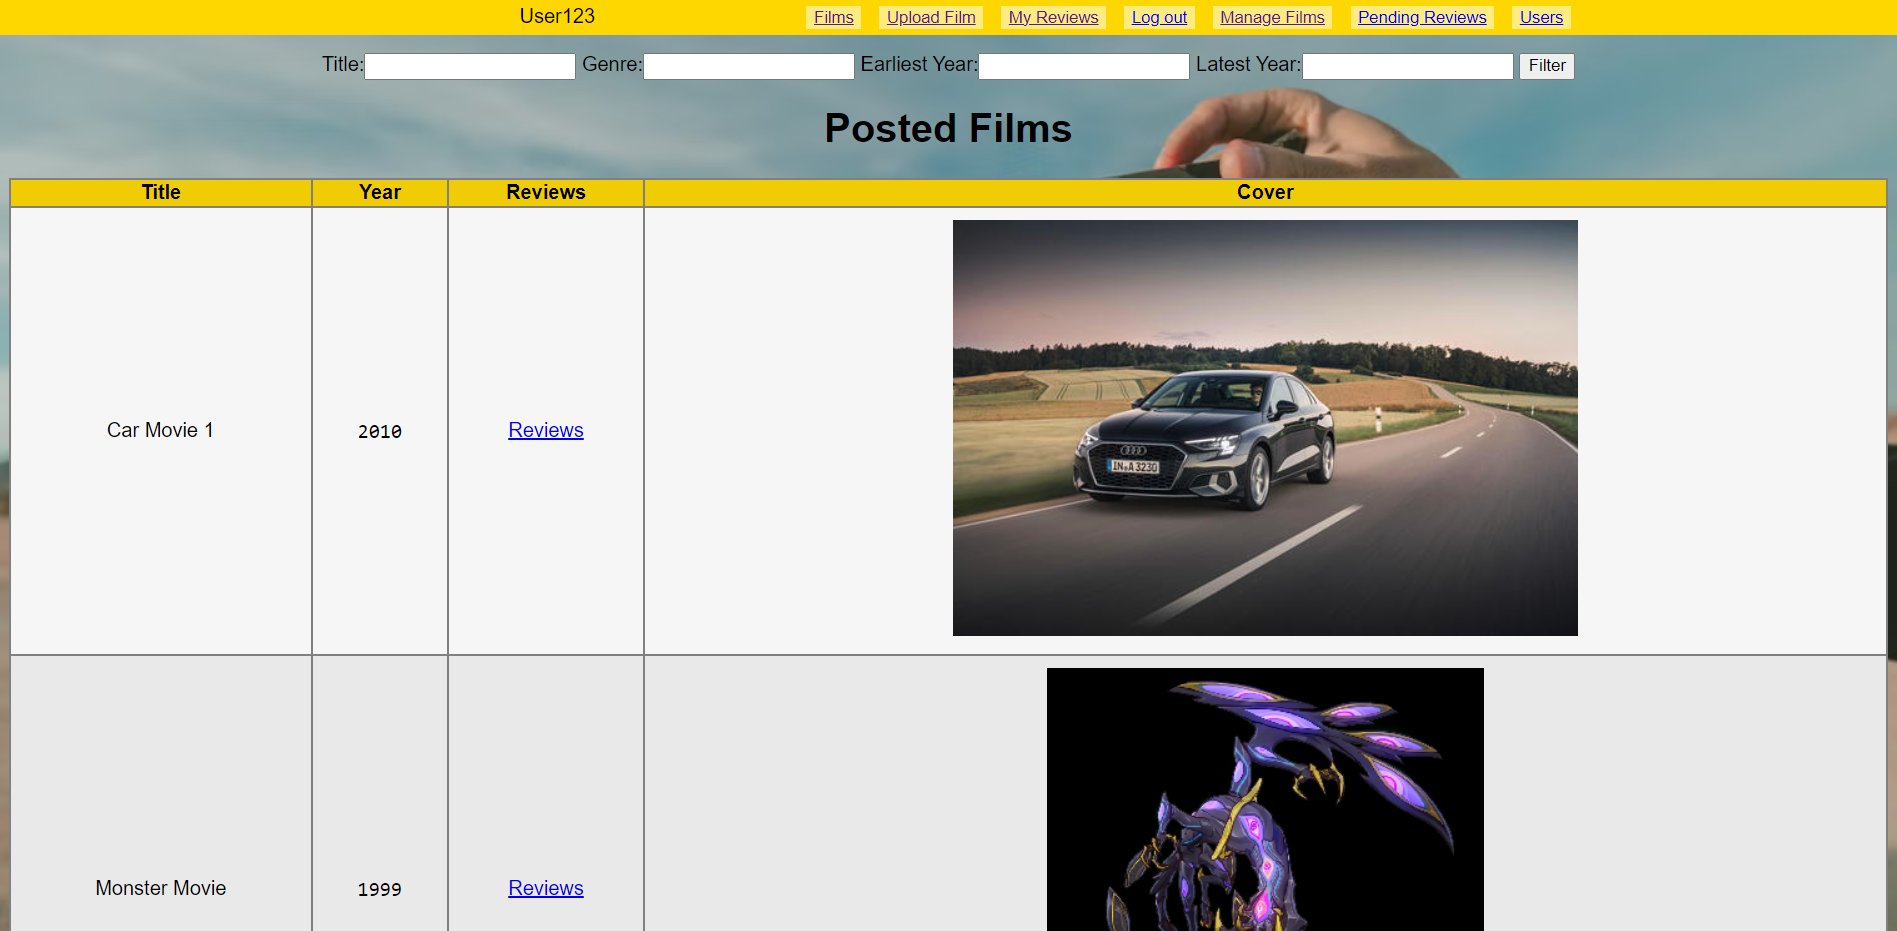 User123 Films Upload Film My Reviews Log out Manage Films Pending Reviews Users
Title: Genre: Earliest Year: Latest Year: Filter
Posted Films
Title Year Reviews Cover
Car Movie 1 2010 Reviews
IN A 3230
Monster Movie 1999 Reviews